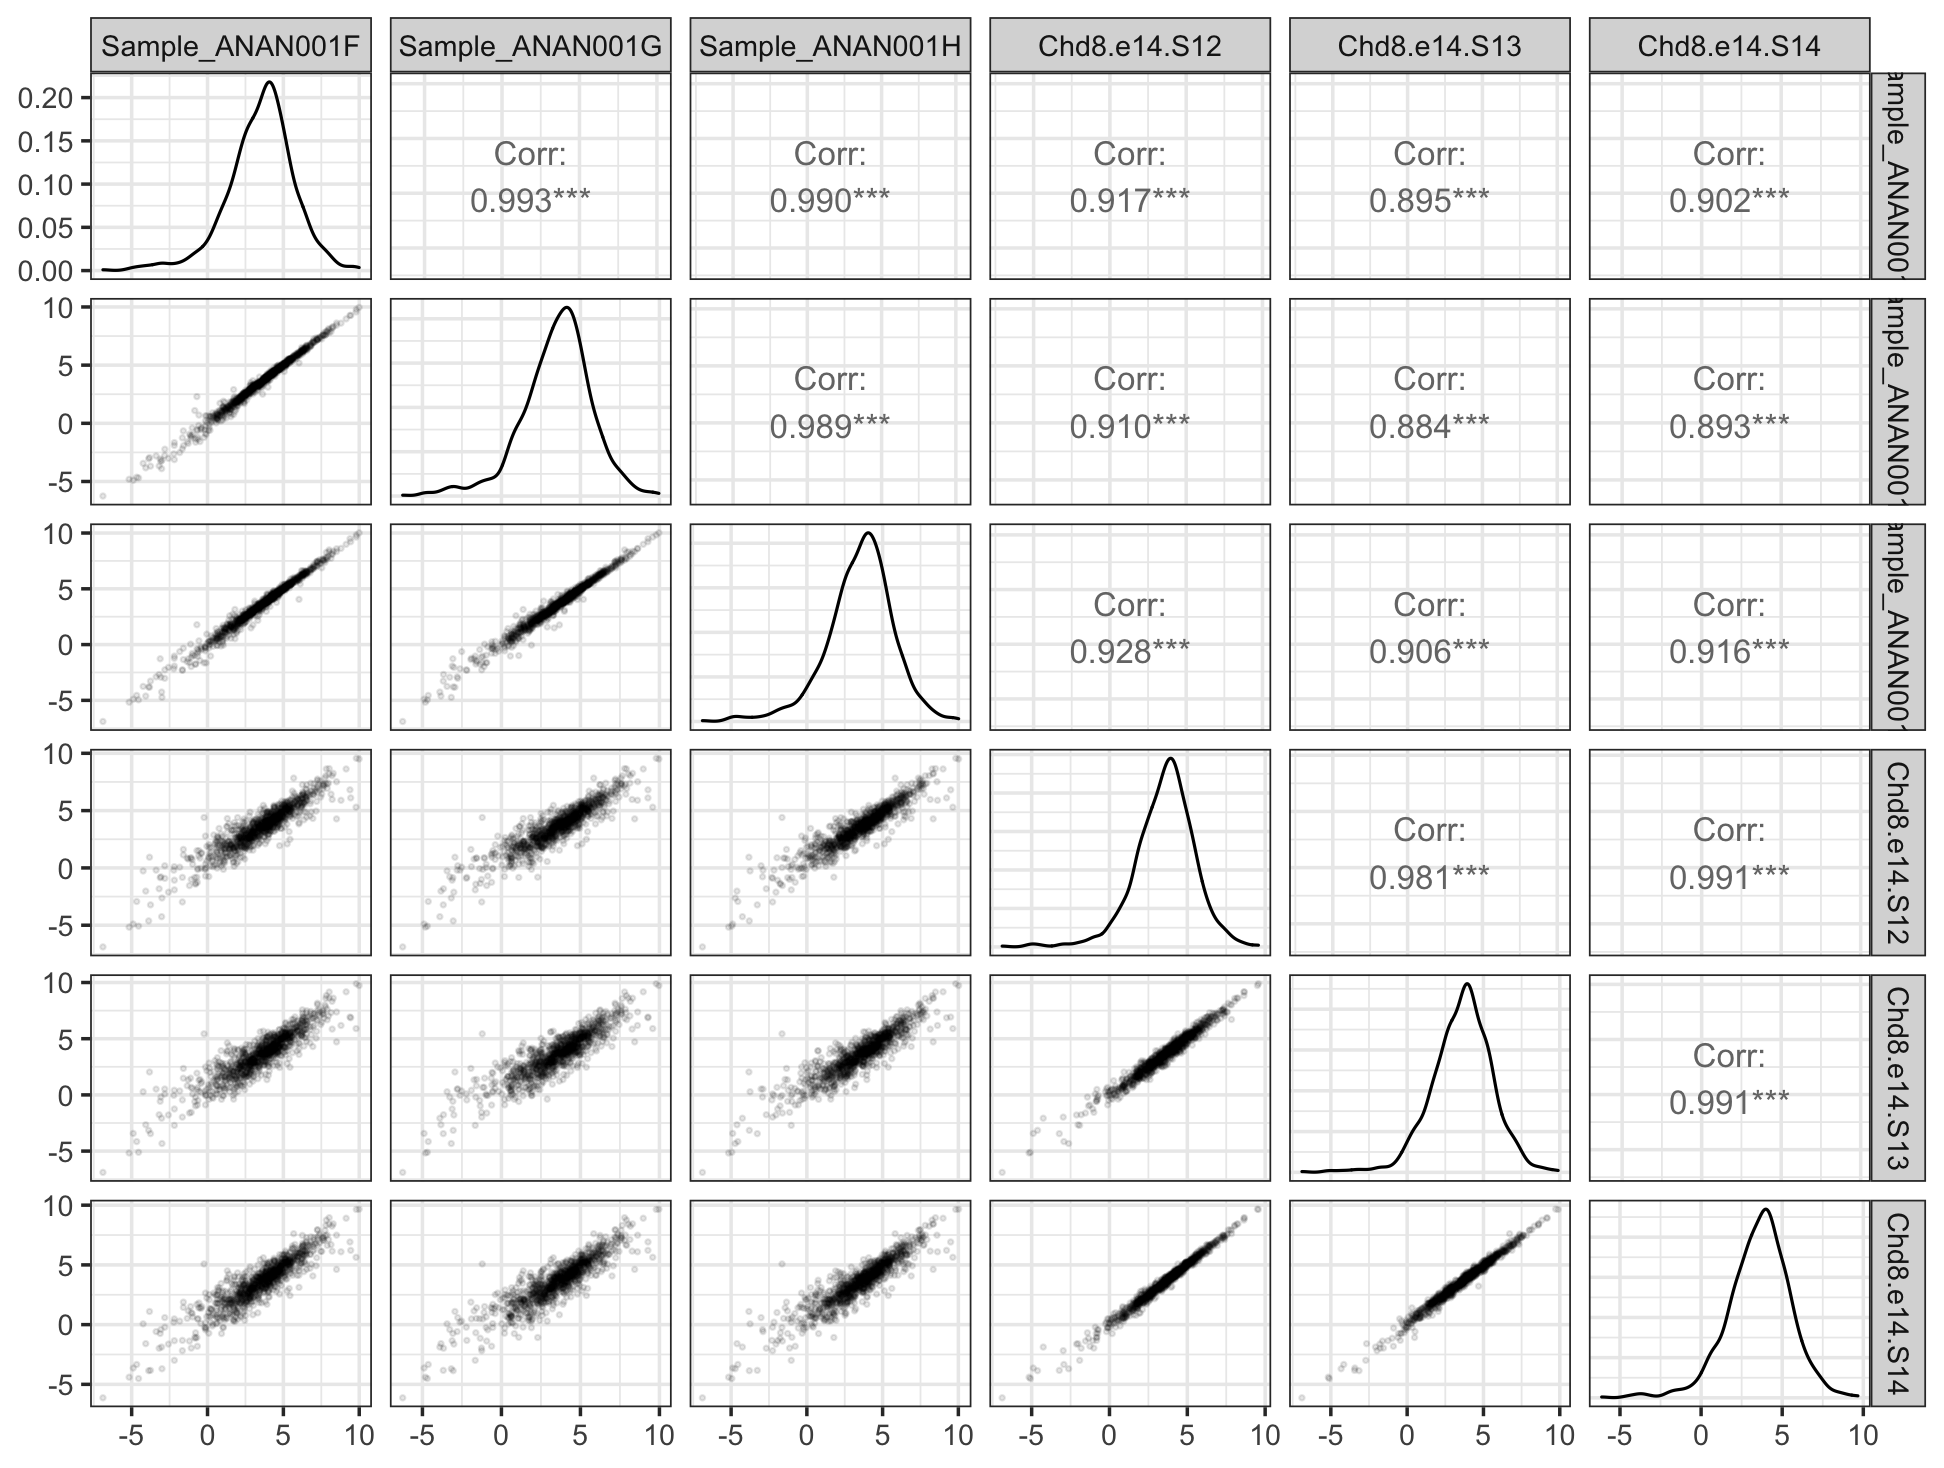 Sample_ANAN001F Sample_ANAN001G Sample_ANAN001H Chd8.e14.S12 Chd8.e14.S13 Chd8.e14.S14
0.20
0.15
0.10
0.05
0.00
Corr:
0.993***
Corr:
0.990***
Corr:
0.917***
Corr:
0.895***
Corr:
0.902***
ample_ANAN001
10
5
0
-5
Corr:
0.989***
Corr:
0.910***
Corr:
0.884***
Corr:
0.893***
ample_ANAN001
10
5
0
-5
Corr:
0.928***
Corr:
0.906***
Corr:
0.916***
ample_ANAN001
10
5
0
-5
Corr:
0.981***
Corr:
0.991***
Chd8.e14.S12
10
5
0
-5
Corr:
0.991***
Chd8.e14.S13
10
5
0
-5
Chd8.e14.S14
-5 0 5 10 -5 0 5 10 -5 0 5 10 -5 0 5 10 -5 0 5 10 -5 0 5 10